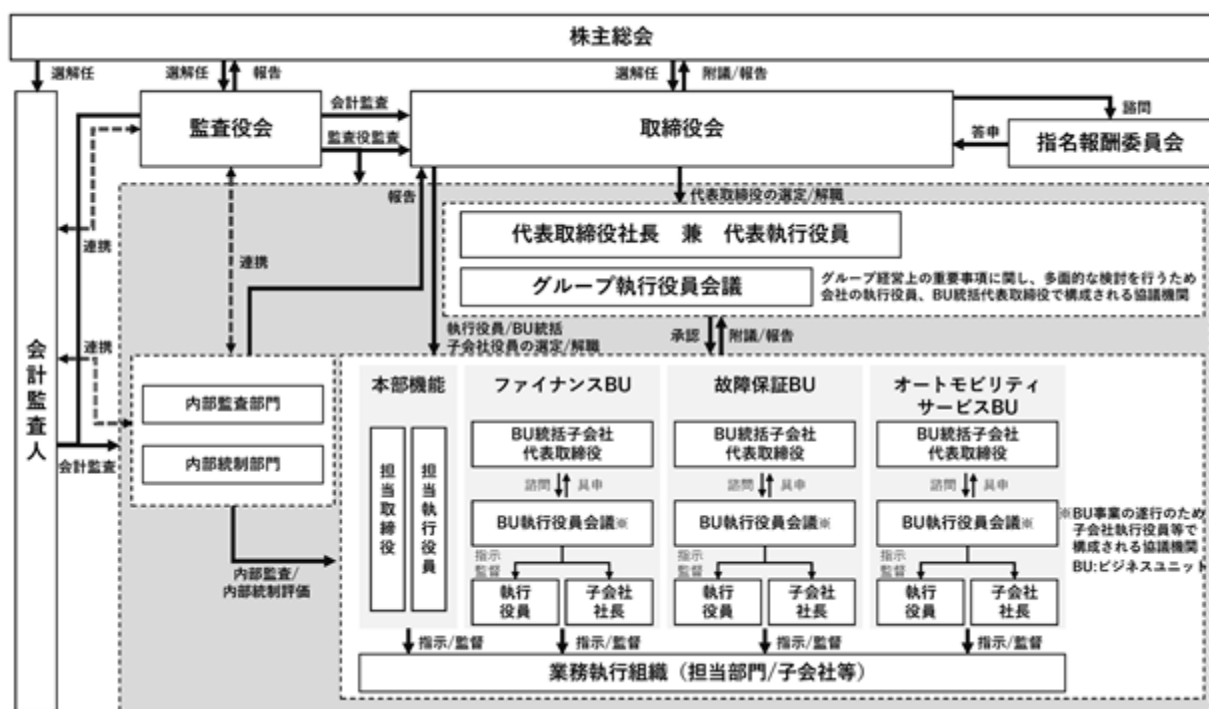 株主総会
選解任
選解任
報告
選解任
附議/報告
監査役会
会計監査
監査役監査
取締役会
諮問
答申
指名報酬委員会
報告
代表取締役の選定/解職
連携
連携
代表取締役社長 兼 代表執行役員
グループ執行役員会議
グループ経営上の重要事項に関し、多面的な検討を行うため
会社の執行役員、BU統括代表取締役で構成される協議機関
執行役員/BU統括
子会社役員の選定/解職
承認
附議/報告
会計監査人
連携
会計監査
内部監査部門
内部統制部門
内部監査/
内部統制評価
本部機能
担当取締役
担当執行役員
ファイナンスBU
BU統括子会社
代表取締役
諮問
具申
BU執行役員会議※
指示
監督
執行
役員
子会社
社長
故障保証BU
BU統括子会社
代表取締役
諮問
具申
BU執行役員会議※
指示
監督
執行
役員
子会社
社長
オートモビリティ
サービスBU
BU統括子会社
代表取締役
諮問
具申
BU執行役員会議※
指示
監督
執行
役員
子会社
社長
※BU事業の遂行のため
子会社執行役員等で
構成される協議機関
BU:ビジネスユニット
指示/監督
指示/監督
指示/監督
指示/監督
業務執行組織（担当部門/子会社等）